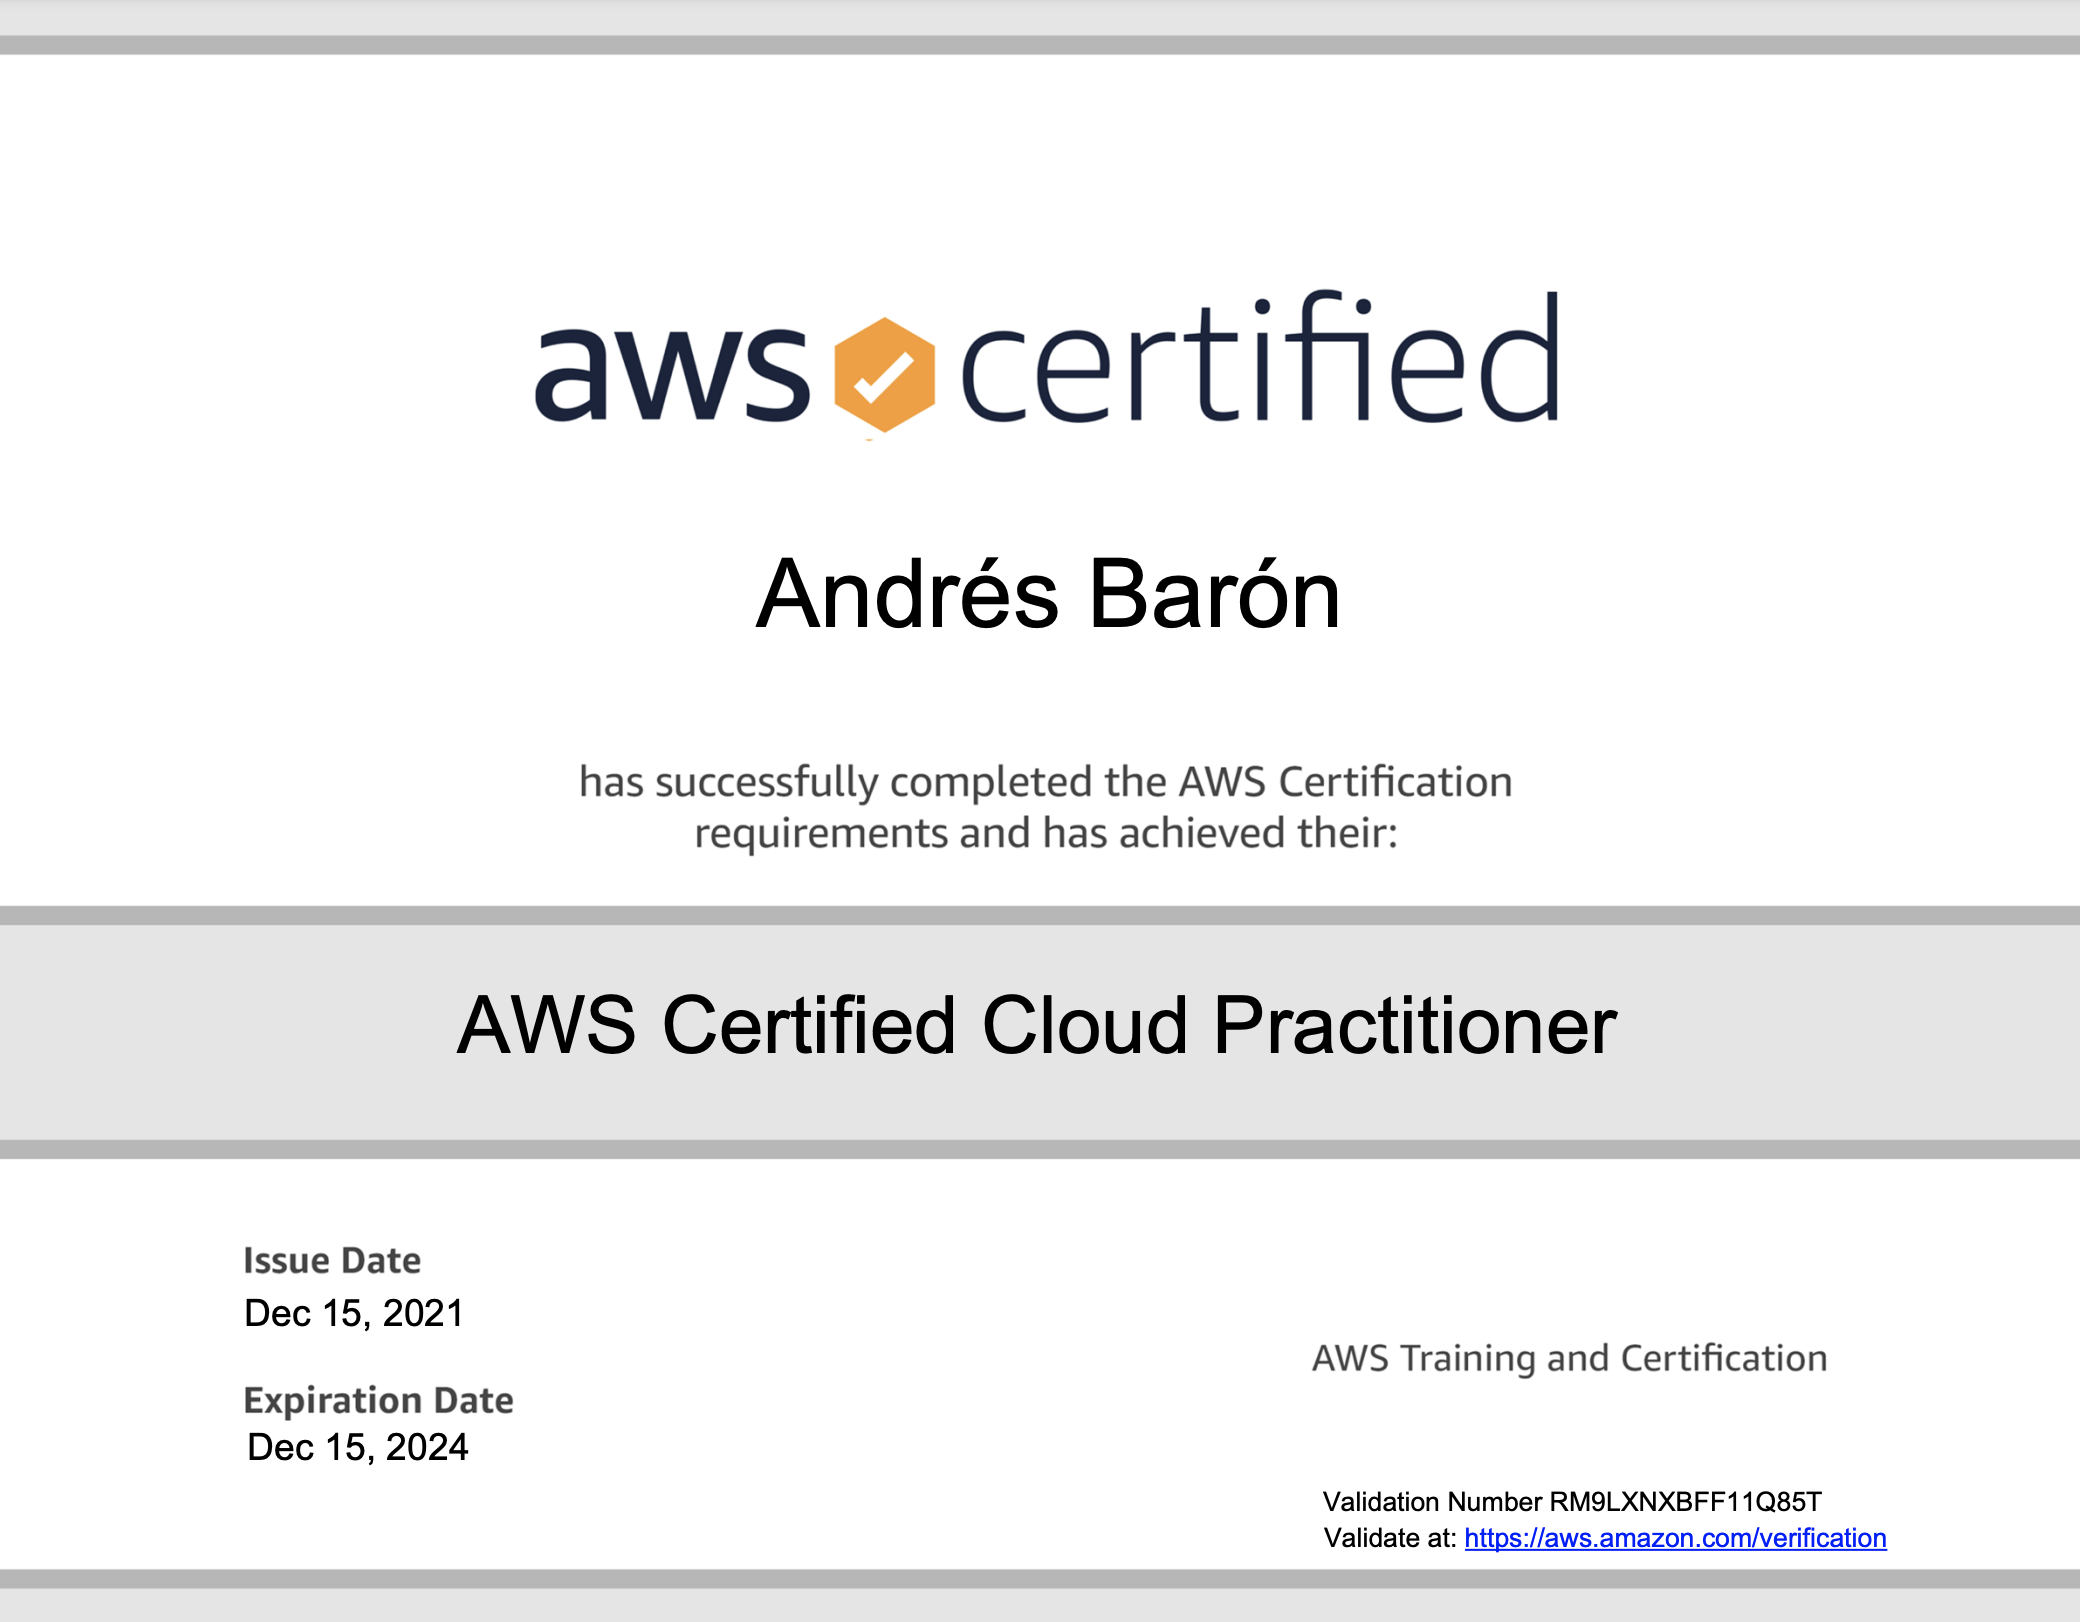 aws certified
Andrés Barón
has successfully completed the AWS Certification
requirements and has achieved their:
AWS Certified Cloud Practitioner
Issue Date
Dec 15, 2021
Expiration Date
Dec 15, 2024
AWS Training and Certification
Validation Number RM9LXNXBFF11Q85T
Validate at: https://aws.amazon.com/verification